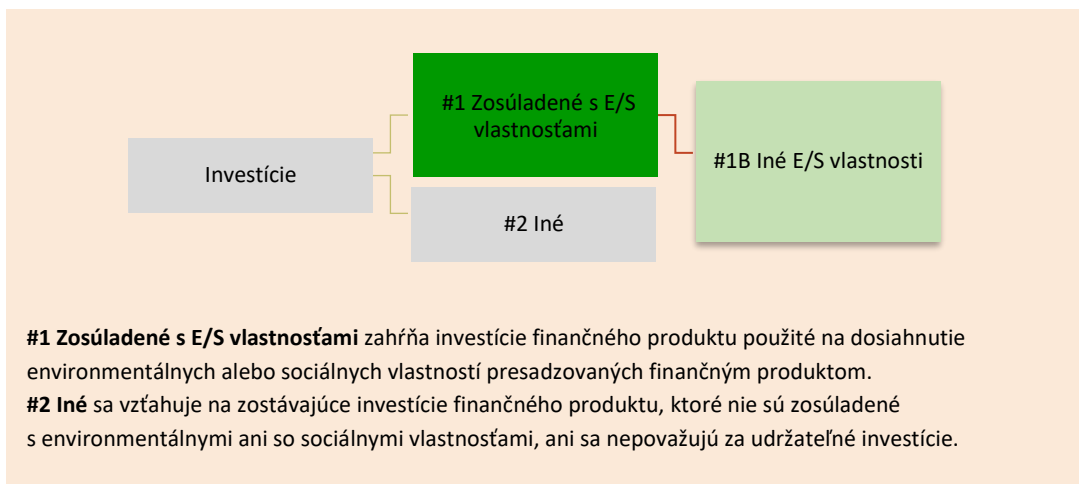 #1 Zosúladené s E/S
vlastnosťami
Investície
#1B Iné E/S vlastnosti
#2 Iné
#1 Zosúladené s E/S vlastnosťami zahŕňa investície finančného produktu použité na dosiahnutie
environmentálnych alebo sociálnych vlastností presadzovaných finančným produktom.
#2 Iné sa vzťahuje na zostávajúce investície finančného produktu, ktoré nie sú zosúladené
s environmentálnymi ani so sociálnymi vlastnosťami, ani sa nepovažujú za udržateľné investície.